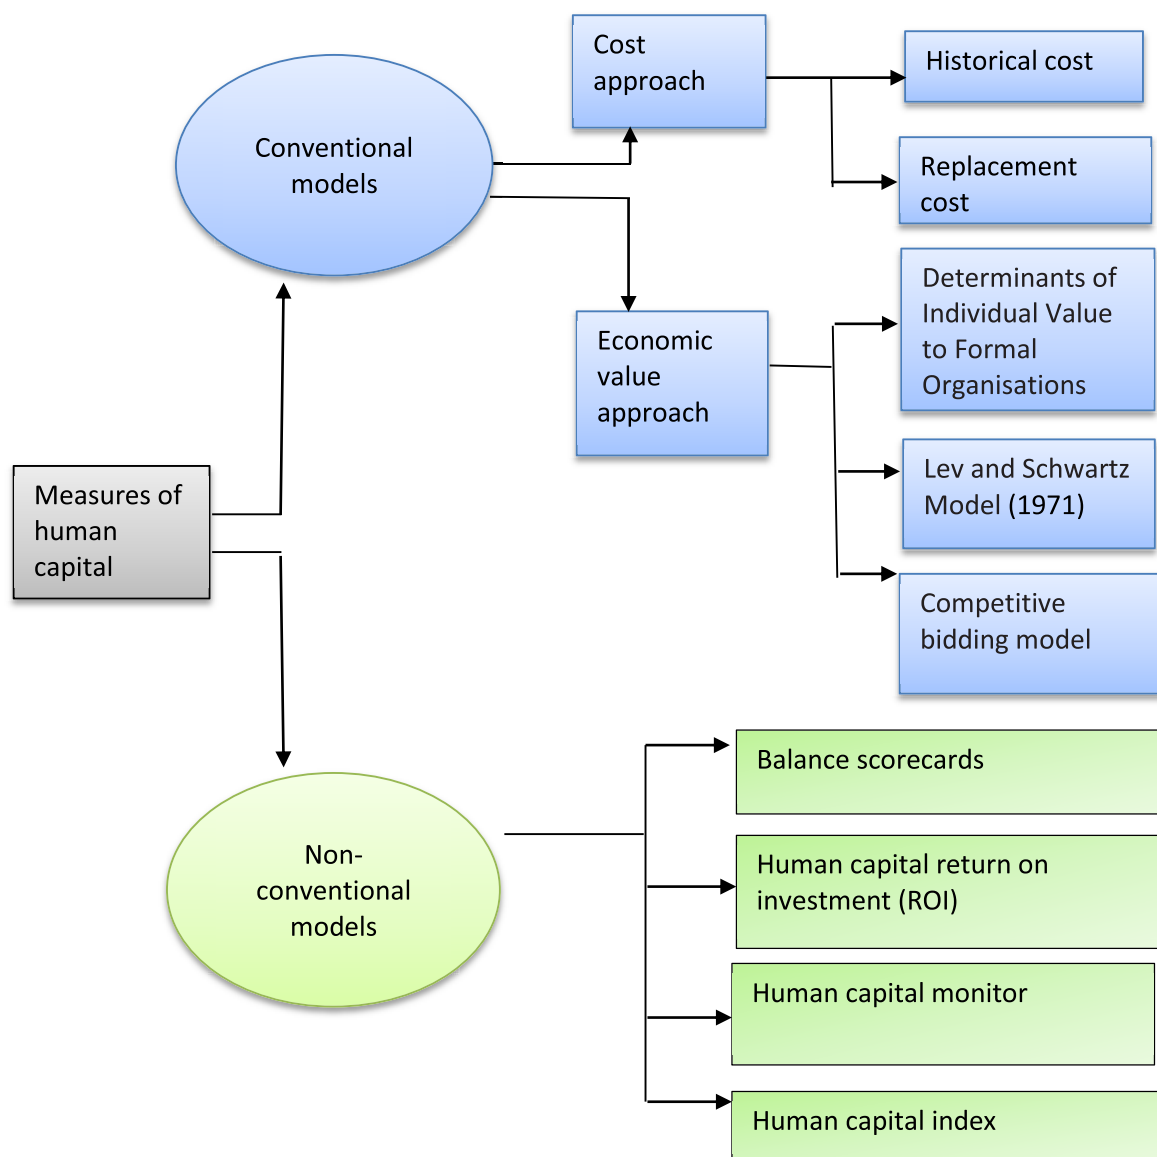 Cost
approach
Historical cost
Conventional
models
Replacement
cost
Determinants of
Individual Value
to Formal
Organisations
Economic
value
approach
Lev and Schwartz
Model (1971)
Measures of
human
capital
Competitive
bidding model
Balance scorecards
Non-
conventional
models
Human capital return on
investment (ROI)
Human capital monitor
Human capital index